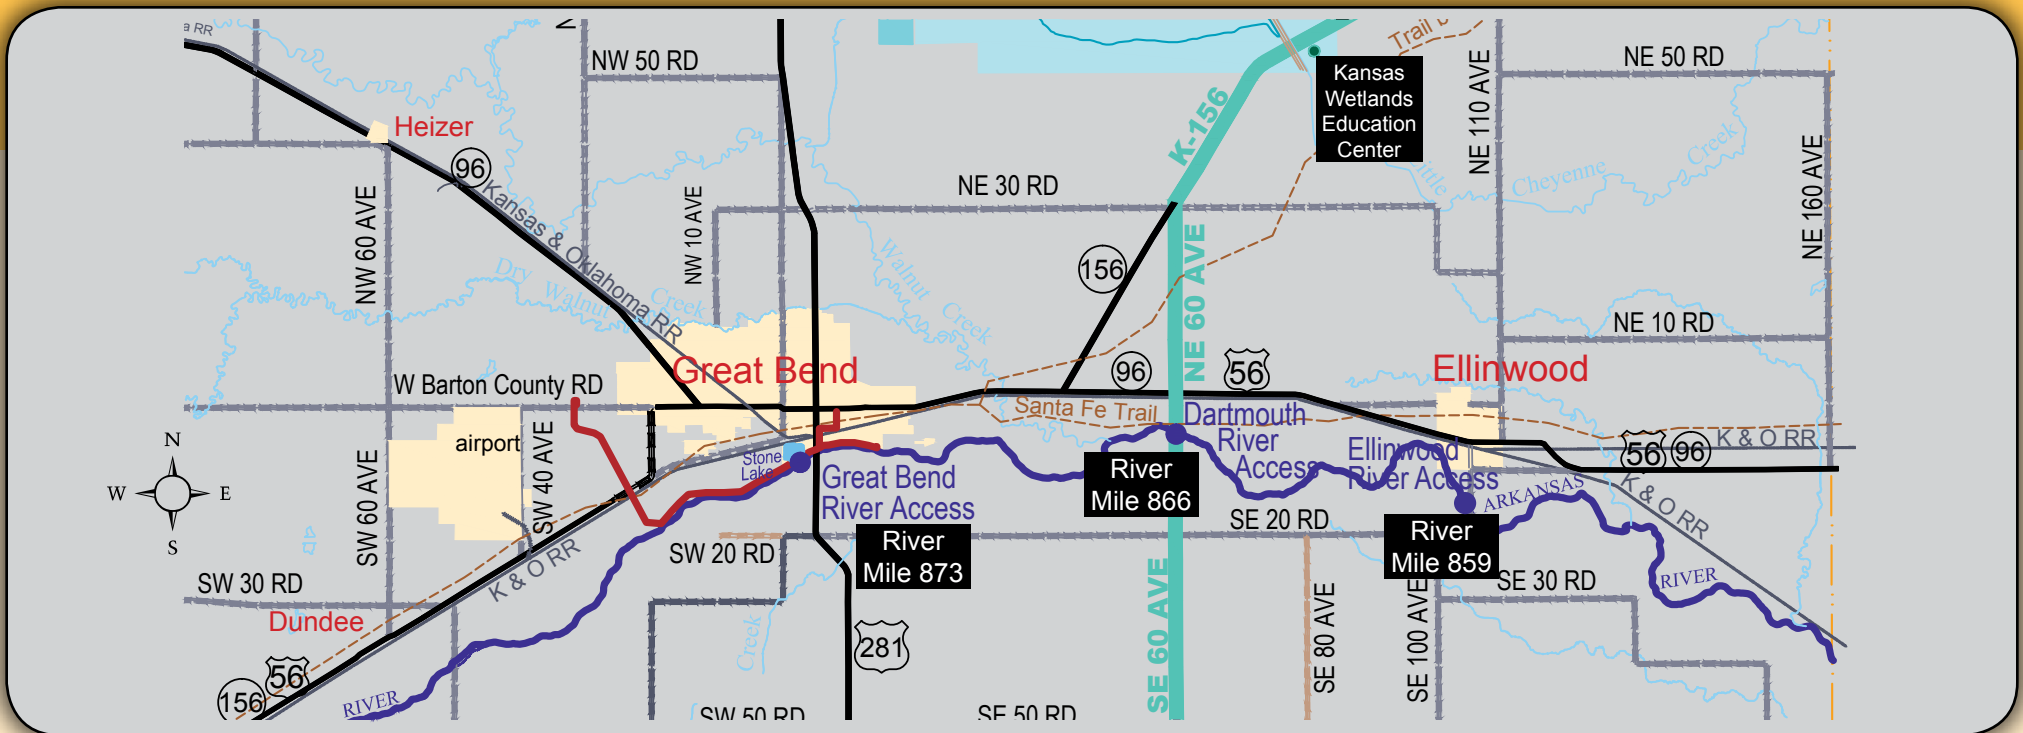 a RR
NW 50 RD
Trail
NE 50 RD
Kansas
Wetlands
Education
Center
K-156
NE 110 AVE
Heizer
96
Little
Cheyenne
Creek
NE 160 AVE
NW 60 AVE
Kansas & Oklahoma RR
NW 10 AVE
NE 30 RD
Dry
Walnut
Creek
Walnut Creek
156
NE 60 AVE
NE 10 RD
W Barton County RD
Great Bend
96
56
Ellinwood
Santa Fe Trail
airport
SW 40 AVE
Stone
Lake
Dartmouth
River
Access
Ellinwood
River Access
56
96
K & O RR
N
W
E
S
SW 60 AVE
Great Bend
River Access
River
Mile 866
ARKANSAS
K & O RR
SE 20 RD
SW 20 RD
River
Mile 873
River
Mile 859
K & O RR
SW 30 RD
Dundee
SE 30 RD
RIVER
SE 60 AVE
SE 80 AVE
SE 100 AVE
Creek
281
56
156
RIVER
SW 50 RD
SE 50 RD